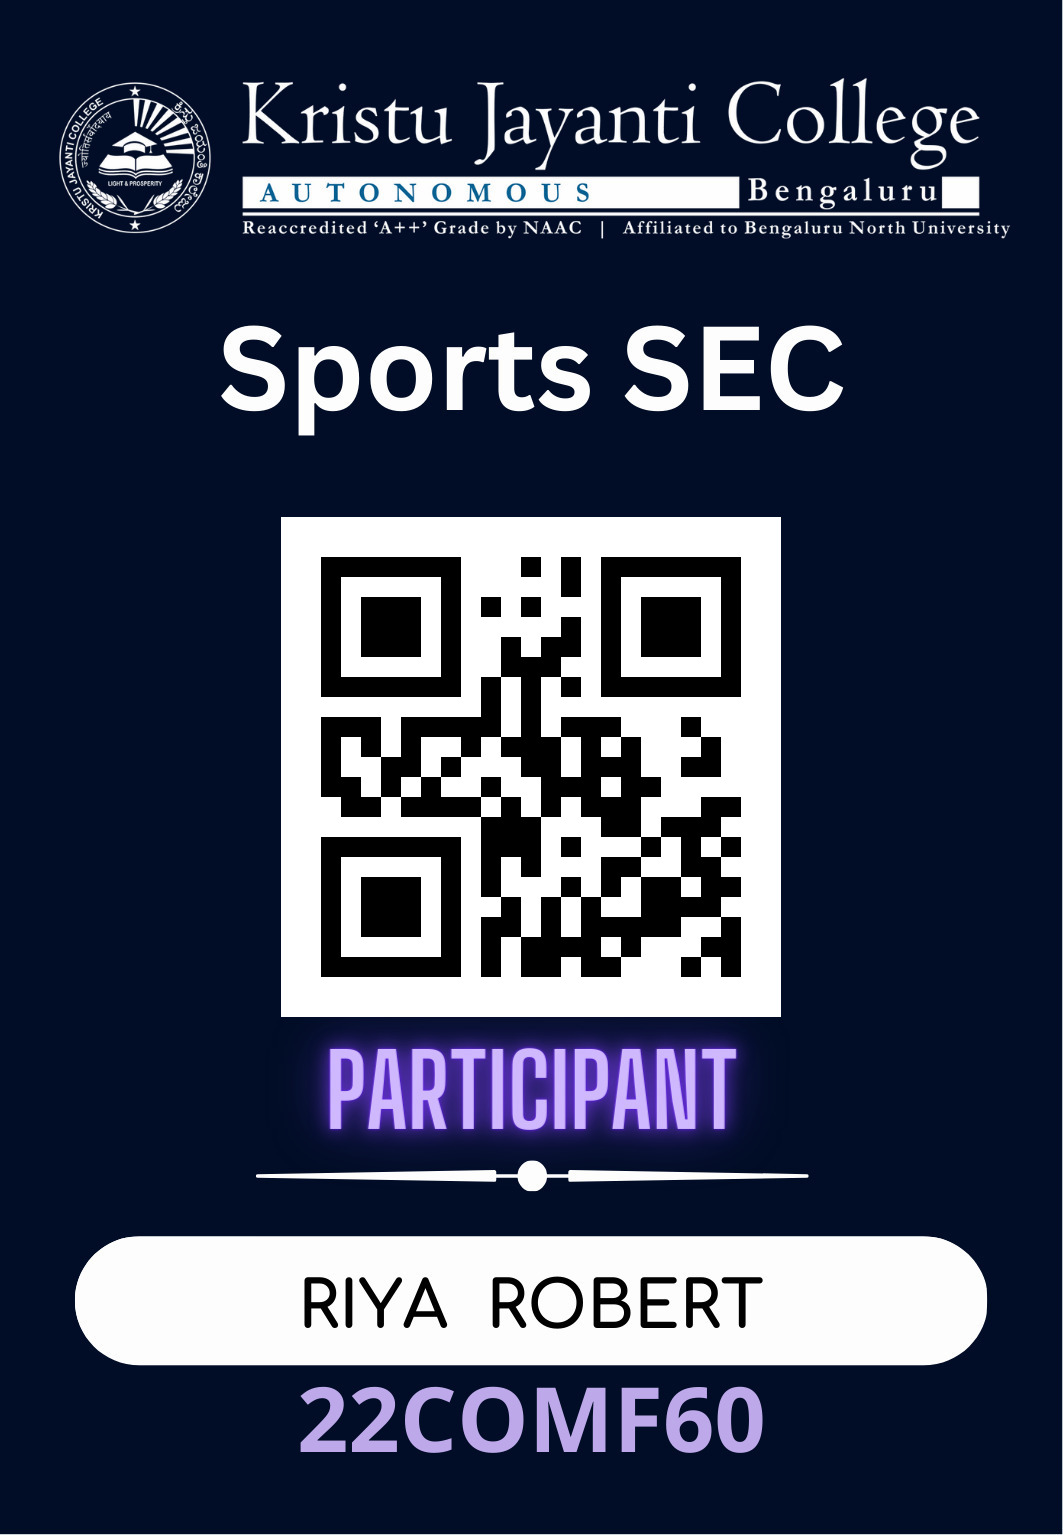 KRISTU JAYANTI COLLEGE
ಕ್ರಿಸ್ತು ಜಯಂತಿ ಕಾಲೇಜು
LIGHT & PROSPERITY
Kristu Jayanti College
AUTONOMOUS Bengaluru
Reaccredited ‘A++’ Grade by NAAC | Affiliated to Bengaluru North University
Sports SEC
PARTICIPANT
RIYA ROBERT
22COMF60